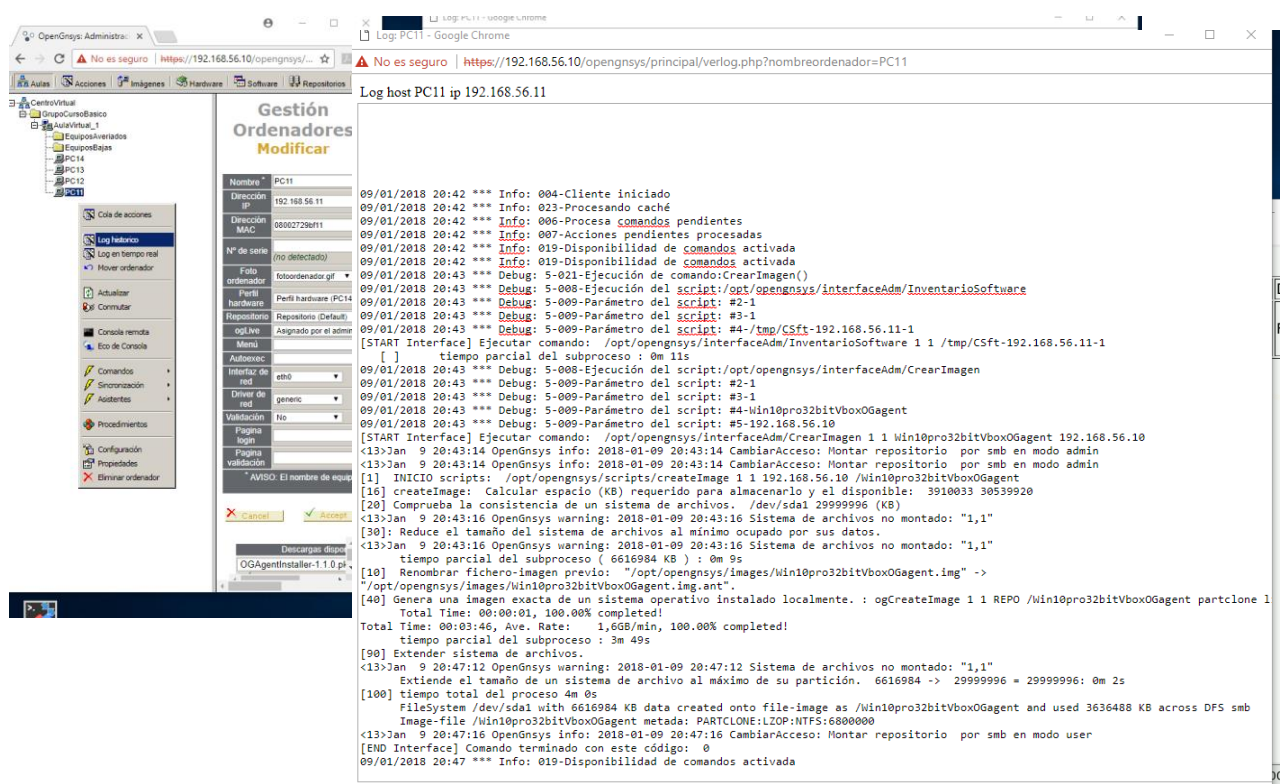 OpenGnsys: Administrac
No es seguro | https://192.168.56.10/opengnsys/...
Aulas
Acciones
Imágenes
Hardware
Software
Repositorios
CentroVirtual
GrupoCursoBasico
AulaVirtual_1
EquiposAveriados
EquiposBajas
PC14
PC13
PC12
PC11
Cola de acciones
Log historico
Log en tiempo real
Mover ordenador
Actualizar
Conmutar
Consola remota
Eco de Consola
Comandos
Sincronización
Asistentes
Procedimientos
Configuración
Propiedades
Eliminar ordenador
Gestión
Ordenadores
Modificar
Nombre * PC11
Dirección IP 192.168.56.11
Dirección MAC 08002729bf11
Nº de serie (no detectado)
Foto ordenador fotoordenador.gif
Perfil hardware Perfil hardware (PC14
Repositorio Repositorio (Default)
ogLive Asignado por el admin
Menú
Autoexec
Interfaz de red eth0
Driver de red generic
Validación No
Pagina login
Pagina validación
* AVISO: El nombre de equip
Cancel Accept
Descargas dispor
OGAgentInstaller-1.1.0.pk
Log: PC11 - Google Chrome
Log: PC11 - Google Chrome
No es seguro | https://192.168.56.10/opengnsys/principal/verlog.php?nombreordenador=PC11
Log host PC11 ip 192.168.56.11
09/01/2018 20:42 *** Info: 004-Cliente iniciado
09/01/2018 20:42 *** Info: 023-Procesando caché
09/01/2018 20:42 *** Info: 006-Procesa comandos pendientes
09/01/2018 20:42 *** Info: 007-Acciones pendientes procesadas
09/01/2018 20:42 *** Info: 019-Disponibilidad de comandos activada
09/01/2018 20:42 *** Info: 019-Disponibilidad de comandos activada
09/01/2018 20:43 *** Debug: 5-021-Ejecución de comando:CrearImagen()
09/01/2018 20:43 *** Debug: 5-008-Ejecución del script:/opt/opengnsys/interfaceAdm/InventarioSoftware
09/01/2018 20:43 *** Debug: 5-009-Parámetro del script: #2-1
09/01/2018 20:43 *** Debug: 5-009-Parámetro del script: #3-1
09/01/2018 20:43 *** Debug: 5-009-Parámetro del script: #4-/tmp/CSft-192.168.56.11-1
[START Interface] Ejecutar comando: /opt/opengnsys/interfaceAdm/InventarioSoftware 1 1 /tmp/CSft-192.168.56.11-1
[ ] tiempo parcial del subproceso : 0m 11s
09/01/2018 20:43 *** Debug: 5-008-Ejecución del script:/opt/opengnsys/interfaceAdm/CrearImagen
09/01/2018 20:43 *** Debug: 5-009-Parámetro del script: #2-1
09/01/2018 20:43 *** Debug: 5-009-Parámetro del script: #3-1
09/01/2018 20:43 *** Debug: 5-009-Parámetro del script: #4-Win10pro32bitVboxOGagent
09/01/2018 20:43 *** Debug: 5-009-Parámetro del script: #5-192.168.56.10
[START Interface] Ejecutar comando: /opt/opengnsys/interfaceAdm/CrearImagen 1 1 Win10pro32bitVboxOGagent 192.168.56.10
<13>Jan 9 20:43:14 OpenGnsys info: 2018-01-09 20:43:14 CambiarAcceso: Montar repositorio por smb en modo admin
<13>Jan 9 20:43:14 OpenGnsys info: 2018-01-09 20:43:14 CambiarAcceso: Montar repositorio por smb en modo admin
[1] INICIO scripts: /opt/opengnsys/scripts/createImage 1 1 192.168.56.10 /Win10pro32bitVboxOGagent
[16] createImage: Calcular espacio (KB) requerido para almacenarlo y el disponible: 3910033 30539920
[20] Comprueba la consistencia de un sistema de archivos. /dev/sda1 29999996 (KB)
<13>Jan 9 20:43:16 OpenGnsys warning: 2018-01-09 20:43:16 Sistema de archivos no montado: "1,1"
[30]: Reduce el tamaño del sistema de archivos al mínimo ocupado por sus datos.
<13>Jan 9 20:43:16 OpenGnsys warning: 2018-01-09 20:43:16 Sistema de archivos no montado: "1,1"
tiempo parcial del subproceso ( 6616984 KB ) : 0m 9s
[10] Renombrar fichero-imagen previo: "/opt/opengnsys/images/Win10pro32bitVboxOGagent.img" ->
"/opt/opengnsys/images/Win10pro32bitVboxOGagent.img.ant".
[40] Genera una imagen exacta de un sistema operativo instalado localmente. : ogCreateImage 1 1 REPO /Win10pro32bitVboxOGagent partclone l
Total Time: 00:00:01, 100.00% completed!
Total Time: 00:03:46, Ave. Rate: 1,6GB/min, 100.00% completed!
tiempo parcial del subproceso : 3m 49s
[90] Extender sistema de archivos.
<13>Jan 9 20:47:12 OpenGnsys warning: 2018-01-09 20:47:12 Sistema de archivos no montado: "1,1"
Extiende el tamaño de un sistema de archivo al máximo de su partición. 6616984 -> 29999996 = 29999996: 0m 2s
[100] tiempo total del proceso 4m 0s
FileSystem /dev/sda1 with 6616984 KB data created onto file-image as /Win10pro32bitVboxOGagent and used 3636488 KB across DFS smb
Image-file /Win10pro32bitVboxOGagent metada: PARTCLONE:LZOP:NTFS:6800000
<13>Jan 9 20:47:16 OpenGnsys info: 2018-01-09 20:47:16 CambiarAcceso: Montar repositorio por smb en modo user
[END Interface] Comando terminado con este código: 0
09/01/2018 20:47 *** Info: 019-Disponibilidad de comandos activada